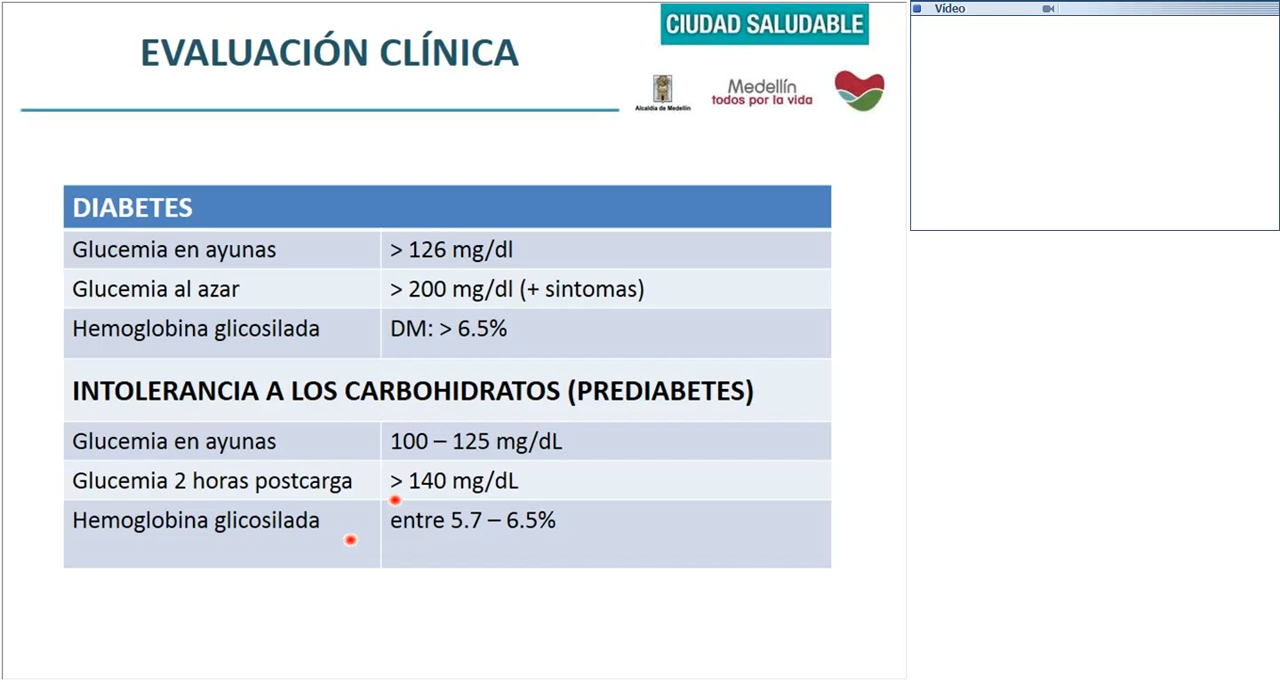 EVALUACIÓN CLÍNICA
CIUDAD SALUDABLE
Alcaldía de Medellín
Medellín
todos por la vida
Vídeo
DIABETES
Glucemia en ayunas > 126 mg/dl
Glucemia al azar > 200 mg/dl (+ sintomas)
Hemoglobina glicosilada DM: > 6.5%
INTOLERANCIA A LOS CARBOHIDRATOS (PREDIABETES)
Glucemia en ayunas 100 – 125 mg/dL
Glucemia 2 horas postcarga > 140 mg/dL
Hemoglobina glicosilada entre 5.7 – 6.5%